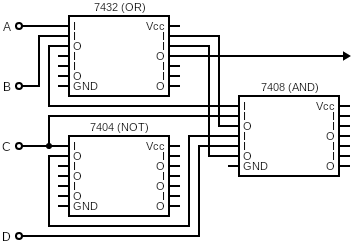 7432 (OR)
A I Vcc
I I
O I
I O
I I
O I
B GND O
7408 (AND)
I Vcc
I I
O I
I O
I I
O I
GND O
7404 (NOT)
C I Vcc
O I
I O
O I
I O
O I
GND O
D